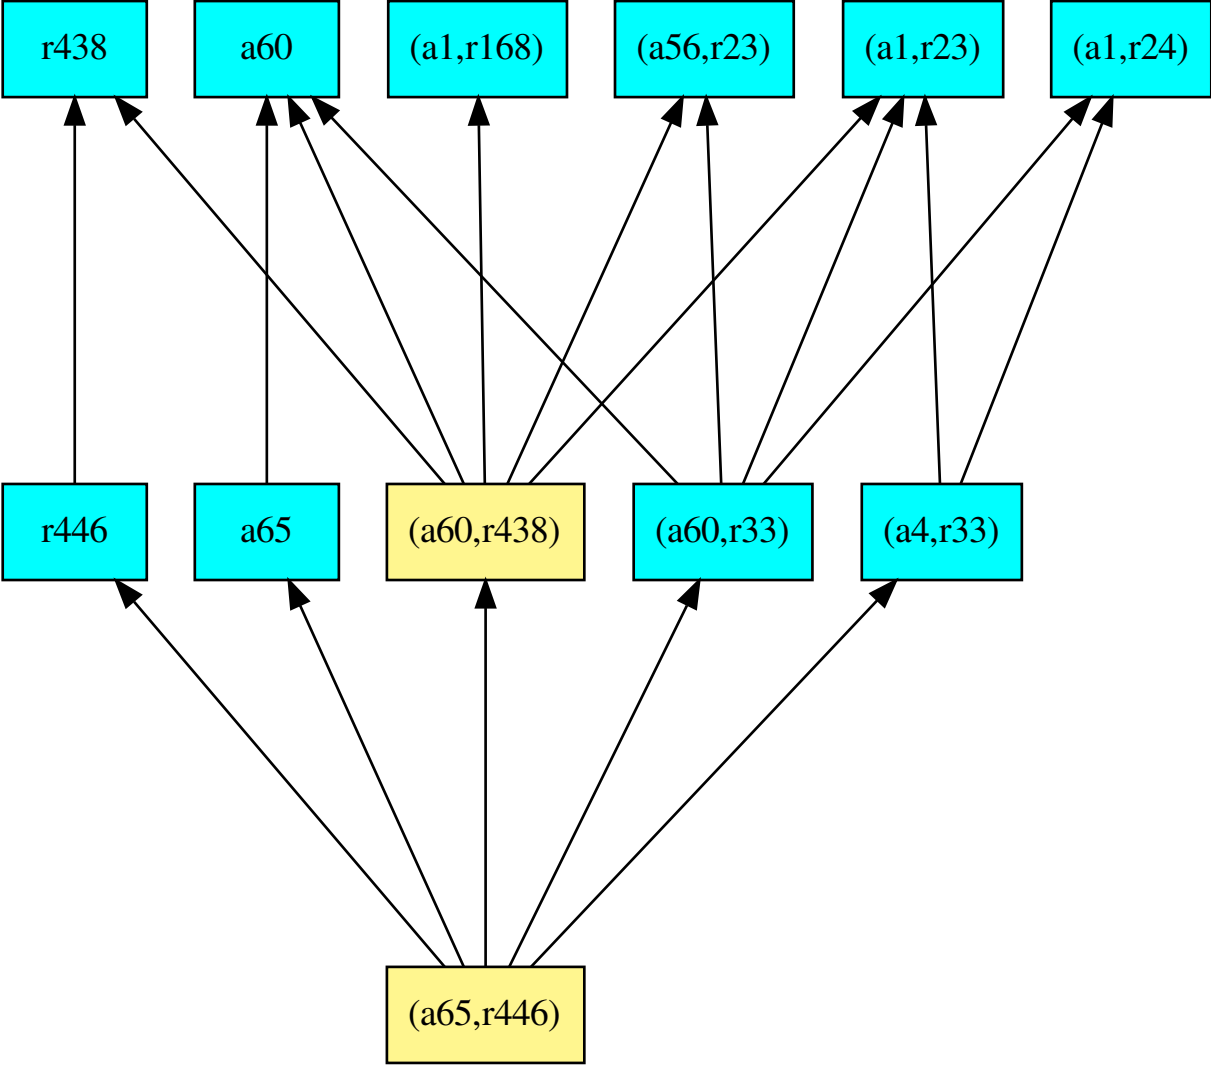 r438
a60
(a1,r168)
(a56,r23)
(a1,r23)
(a1,r24)
r446
a65
(a60,r438)
(a60,r33)
(a4,r33)
(a65,r446)